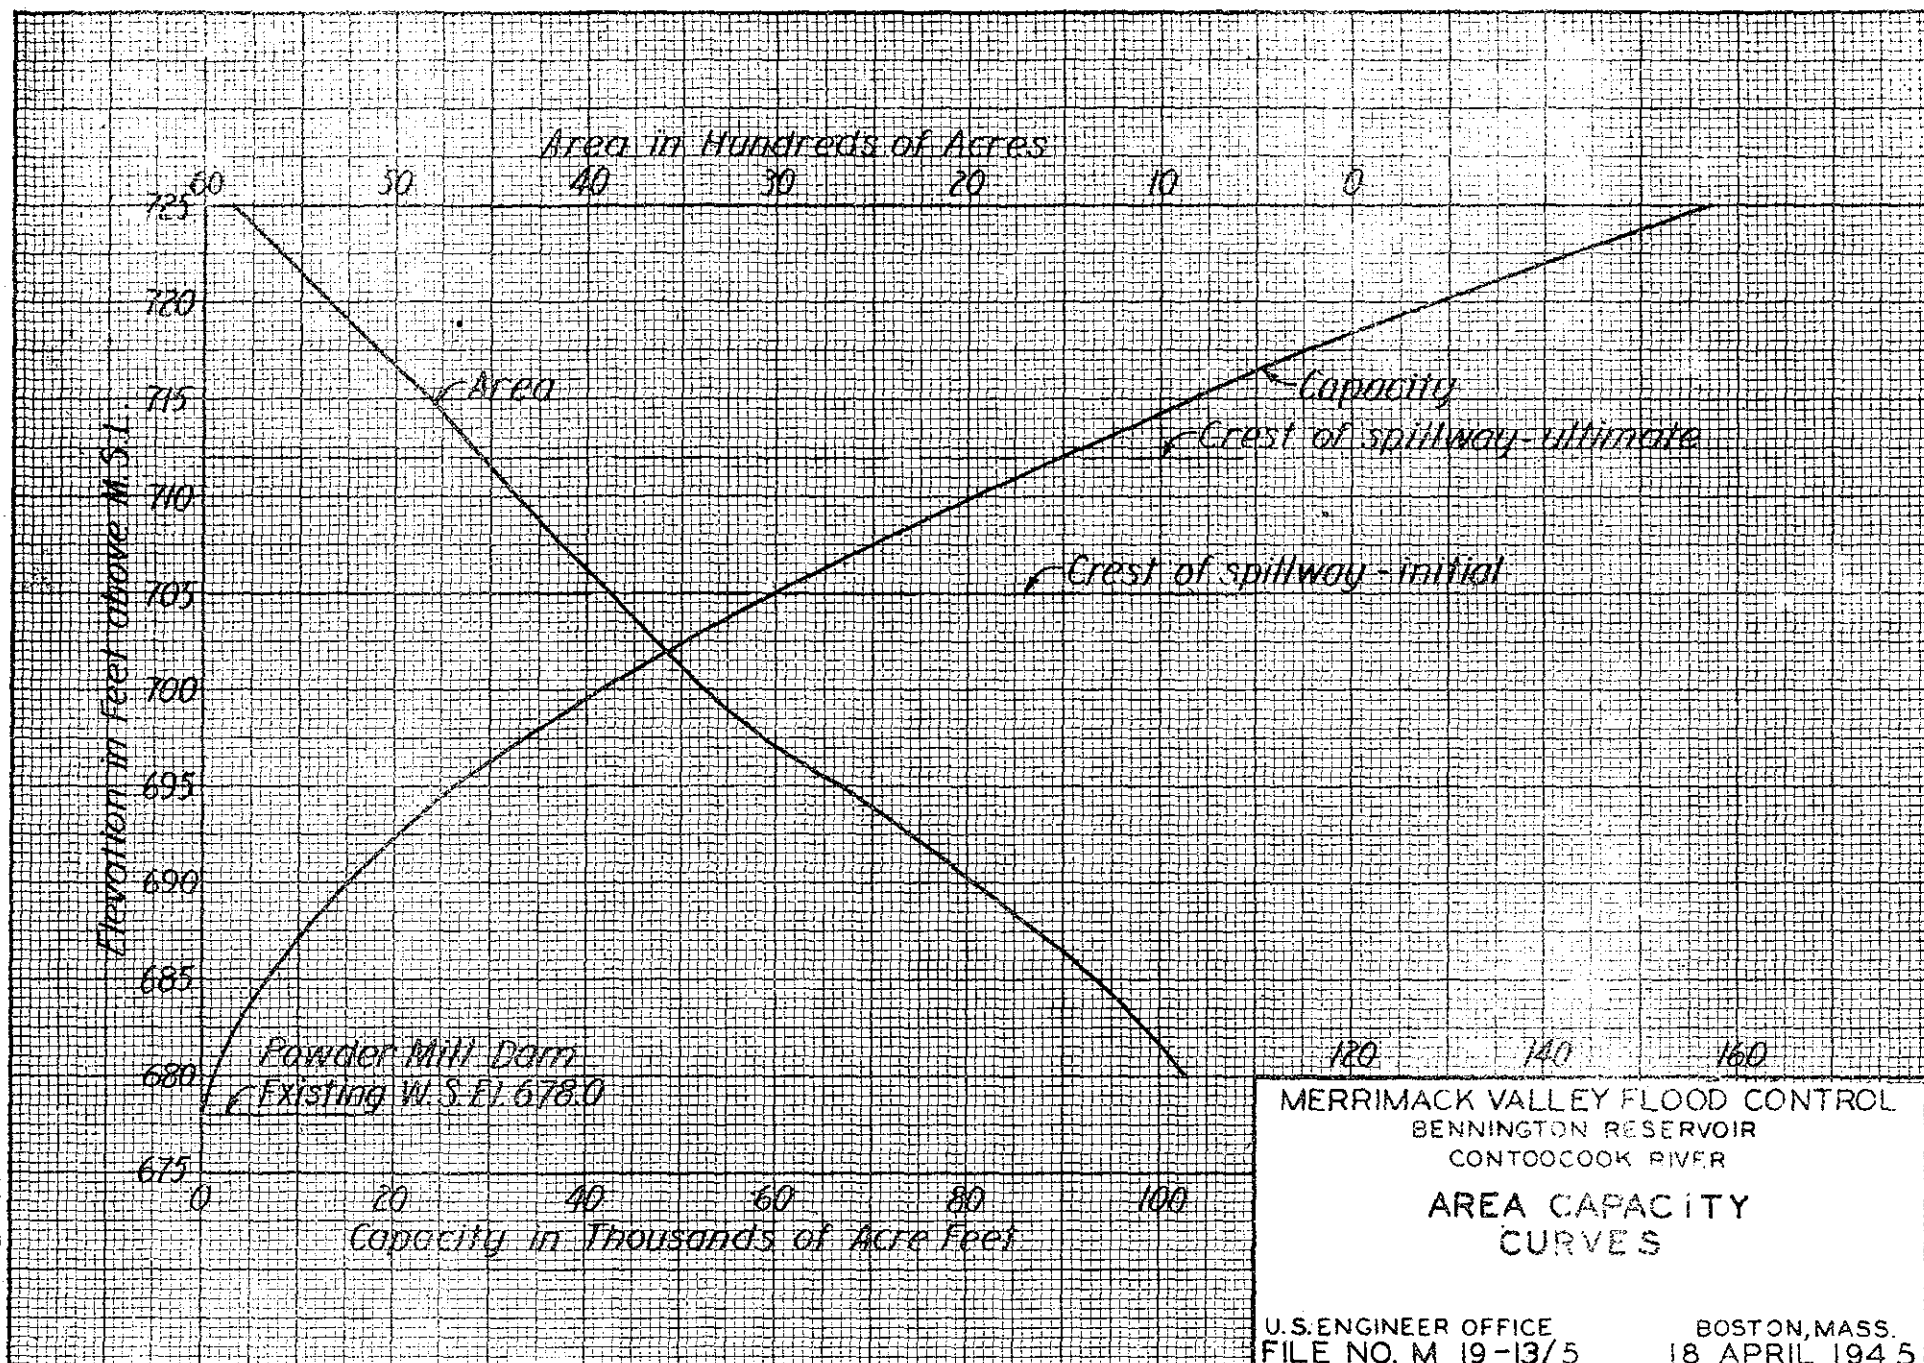 Area in Hundreds of Acres
60 50 40 30 20 10 0
725
720
715
710
705
700
695
690
685
680
675
Elevation in Feet above M.S.L.
Area
Capacity
Crest of spillway-ultimate
Crest of spillway-initial
Powder Mill Dam
Existing W.S.El.678.0
120 140 160
0 20 40 60 80 100
Capacity in Thousands of Acre Feet
MERRIMACK VALLEY FLOOD CONTROL
BENNINGTON RESERVOIR
CONTOOCOOK RIVER
AREA CAPACITY
CURVES
U.S.ENGINEER OFFICE BOSTON,MASS.
FILE NO. M 19-13/5 18 APRIL 1945